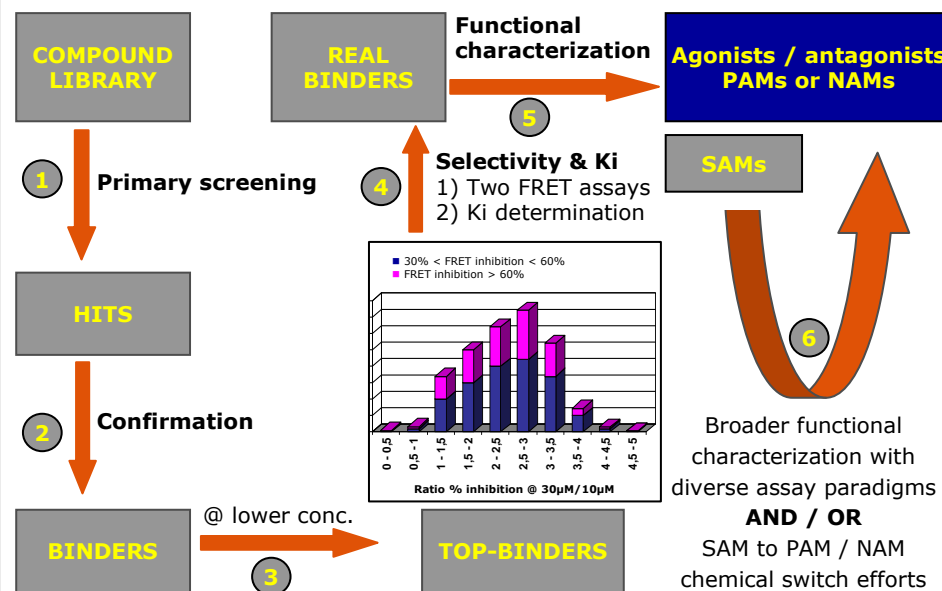 COMPOUND
LIBRARY
1
Primary screening
HITS
2
Confirmation
BINDERS
@ lower conc.
3
TOP-BINDERS
30% < FRET inhibition < 60%
FRET inhibition > 60%
0 - 0,5
0,5 - 1
1 - 1,5
1,5 - 2
2 - 2,5
2,5 - 3
3 - 3,5
3,5 - 4
4 - 4,5
4,5 - 5
Ratio % inhibition @ 30µM/10µM
4
Selectivity & Ki
1) Two FRET assays
2) Ki determination
REAL
BINDERS
Functional
characterization
5
Agonists / antagonists
PAMs or NAMs
SAMs
6
Broader functional
characterization with
diverse assay paradigms
AND / OR
SAM to PAM / NAM
chemical switch efforts